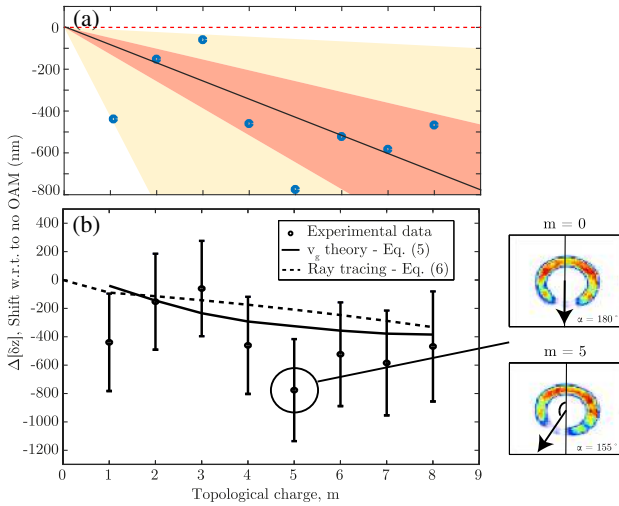 (a)
0
-200
-400
-600
-800
(b)
400
200
0
-200
-400
-600
-800
-1000
-1200
Δ[δz], Shift w.r.t. to no OAM (nm)
Experimental data
v_g theory - Eq. (5)
Ray tracing - Eq. (6)
0 1 2 3 4 5 6 7 8 9
Topological charge, m
m = 0
α = 180°
m = 5
α = 155°